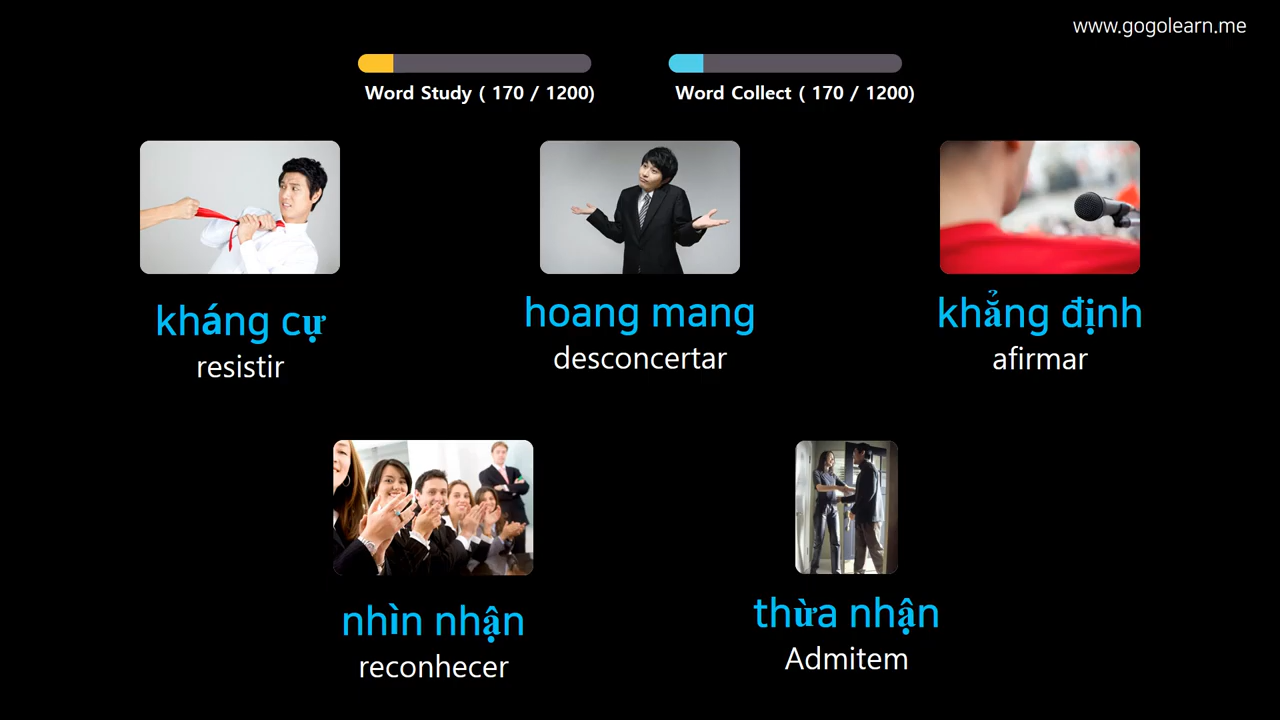 www.gogolearn.me
Word Study ( 170 / 1200)
Word Collect ( 170 / 1200)
kháng cự
resistir
hoang mang
desconcertar
khẳng định
afirmar
nhìn nhận
reconhecer
thừa nhận
Admitem